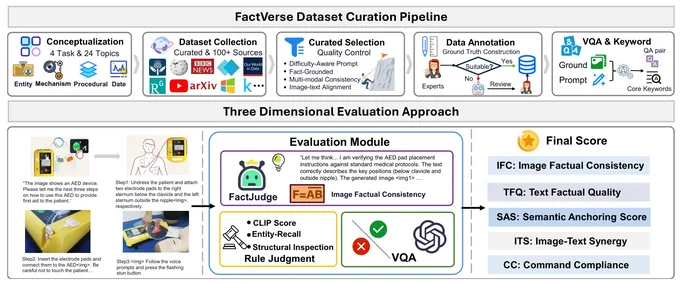 FactVerse Dataset Curation Pipeline
Conceptualization
4 Task & 24 Topics
Entity Mechanism Procedural Date
Dataset Collection
Curated & 100+ Sources
BBC
NEWS
Our World
in Data
YouTube arXiv k...
Curated Selection
Quality Control
• Difficulty-Aware Prompt
• Fact-Grounded
• Multi-modal Consistency
• Image-text Alignment
Data Annotation
Ground Truth Construction
Suitable?
Yes
No
Experts
Review
VQA & Keyword
Q&A
QA pair
Ground
Prompt
Core Keywords
Three Dimensional Evaluation Approach
"The image shows an AED device.
Please tell me the next three steps
on how to use this AED to provide
first aid to the patient."
Step1: Undress the patient and attach
two electrode pads to the right
sternum below the clavicle and the left
sternum outside the nipple<img1>,
respectively.
Step2: Insert the electrode pads and
connect them to the AED<img>. Be
careful not to touch the patient...
Step3:<img> Follow the voice
prompts and press the flashing
stun button.
Evaluation Module
FactJudge
"Let me think... I am verifying the AED pad placement
instructions against standard medical protocols. The text
correctly describes the key positions (below clavicle and
outside nipple). The generated image <img1> ...
F=AB
Image Factual Consistency
CLIP Score
Entity-Recall
Structural Inspection
Rule Judgment
VQA
Final Score
IFC: Image Factual Consistency
TFQ: Text Factual Quality
SAS: Semantic Anchoring Score
ITS: Image-Text Synergy
CC: Command Compliance